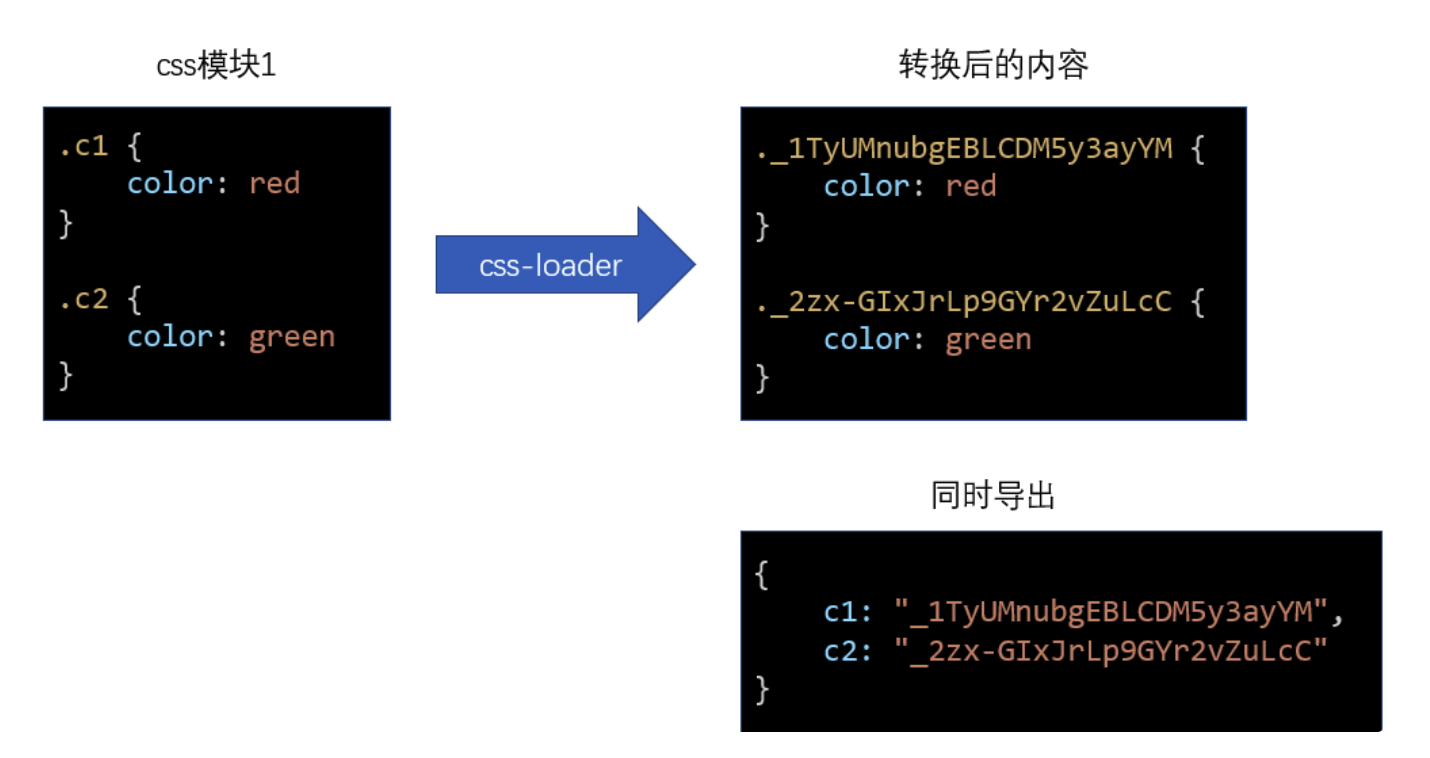 css模块1
.c1 {
    color: red
}
.c2 {
    color: green
}
css-loader
转换后的内容
._1TyUMnubgEBLCDM5y3ayYM {
    color: red
}
._2zx-GIxJrLp9GYr2vZuLcC {
    color: green
}
同时导出
{
    c1: "_1TyUMnubgEBLCDM5y3ayYM",
    c2: "_2zx-GIxJrLp9GYr2vZuLcC"
}